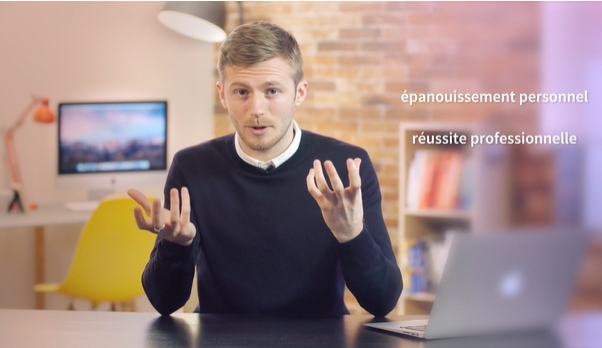 épanouissement personnel
réussite professionnelle